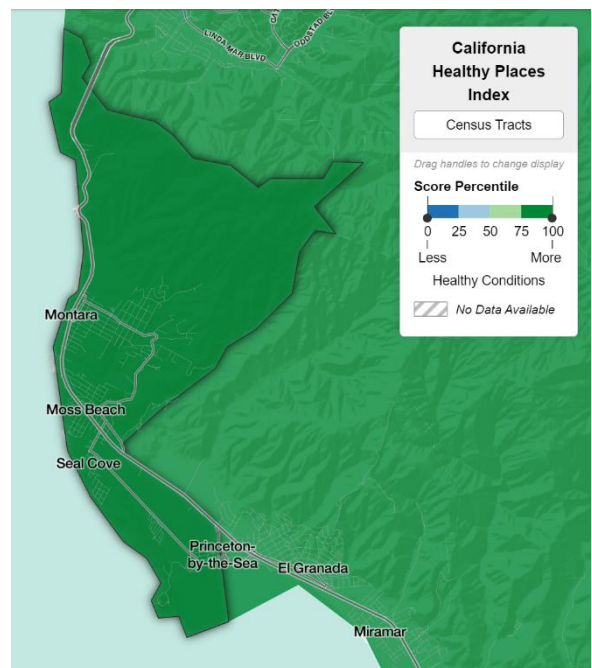 LINDA MAR BLVD
ODDSTAD BL
California
Healthy Places
Index
Census Tracts
Drag handles to change display
Score Percentile
0 25 50 75 100
Less More
Healthy Conditions
No Data Available
Montara
Moss Beach
Seal Cove
Princeton-
by-the-Sea
El Granada
Miramar